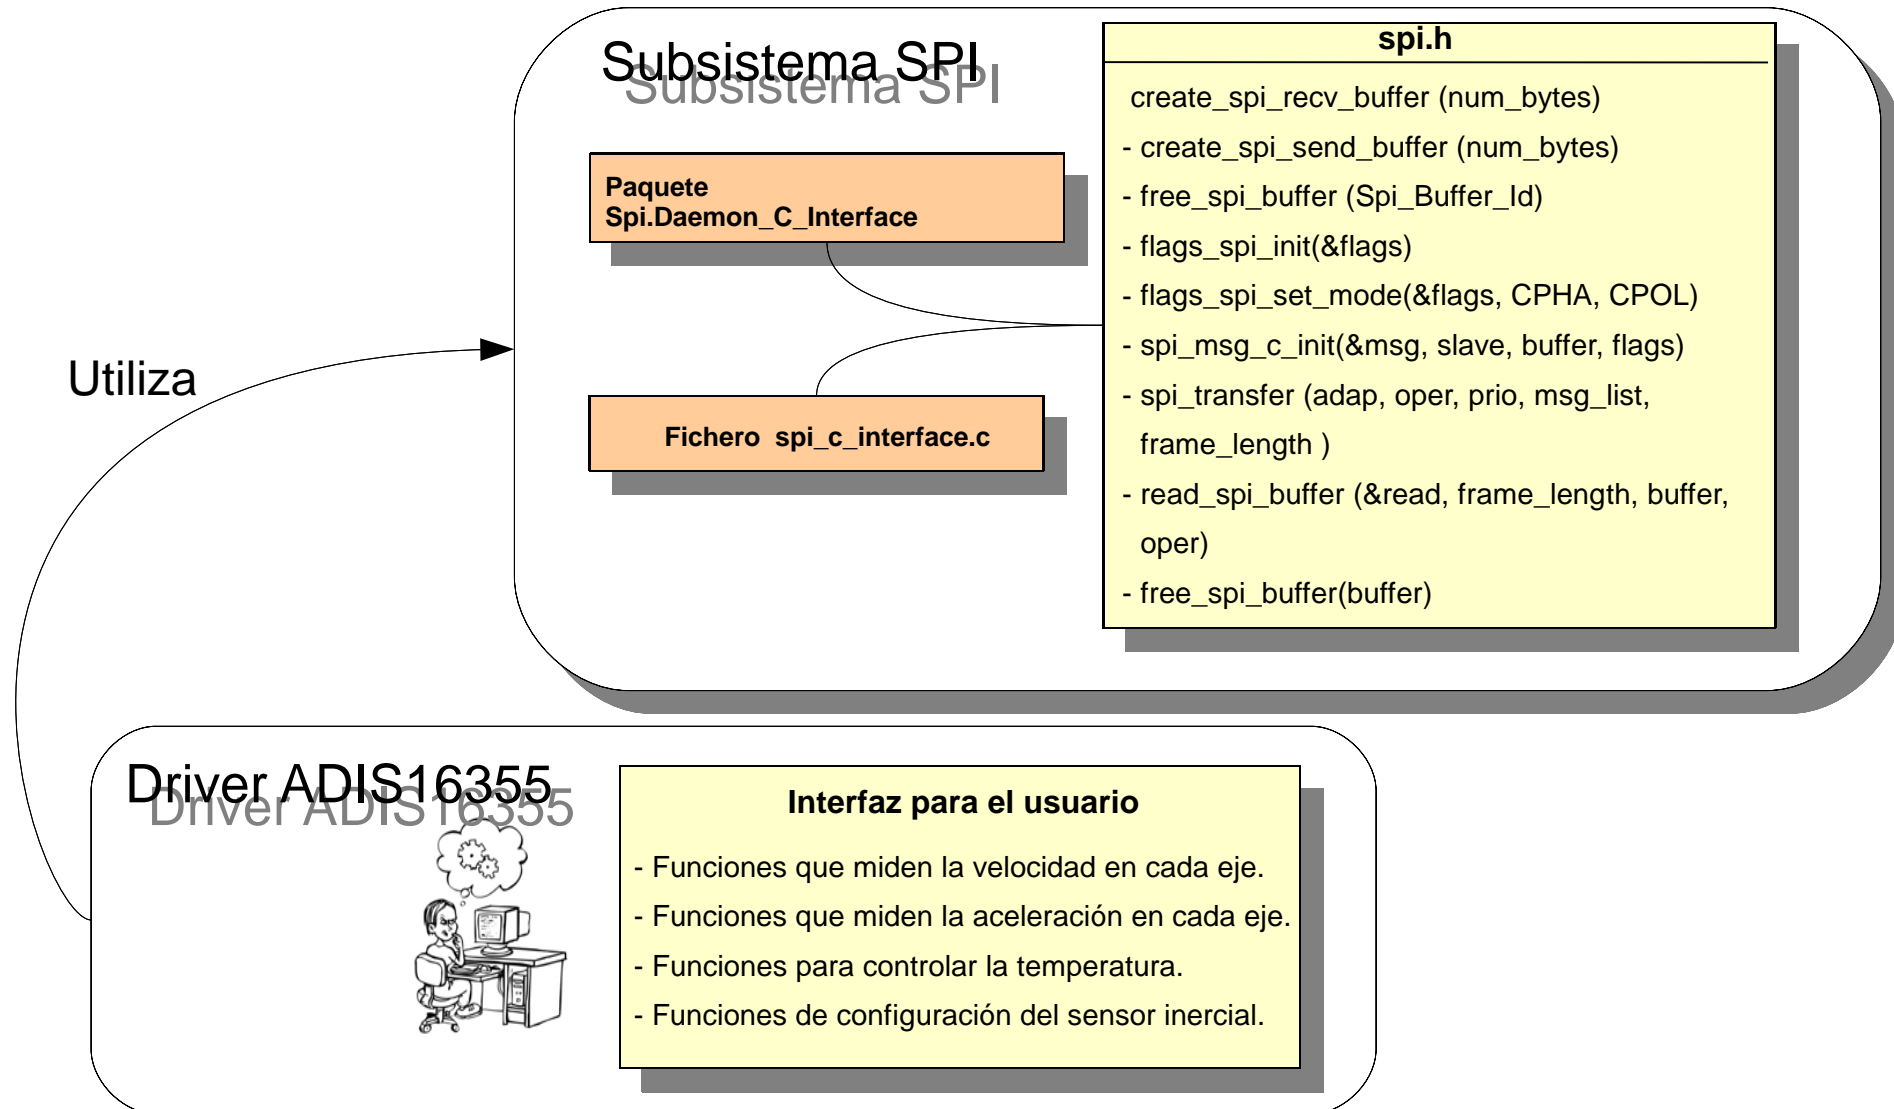 Subsistema SPI
spi.h
create_spi_recv_buffer (num_bytes)
- create_spi_send_buffer (num_bytes)
- free_spi_buffer (Spi_Buffer_Id)
- flags_spi_init(&flags)
- flags_spi_set_mode(&flags, CPHA, CPOL)
- spi_msg_c_init(&msg, slave, buffer, flags)
- spi_transfer (adap, oper, prio, msg_list,
frame_length )
- read_spi_buffer (&read, frame_length, buffer,
oper)
- free_spi_buffer(buffer)
Paquete
Spi.Daemon_C_Interface
Fichero spi_c_interface.c
Utiliza
Driver ADIS16355
Interfaz para el usuario
- Funciones que miden la velocidad en cada eje.
- Funciones que miden la aceleración en cada eje.
- Funciones para controlar la temperatura.
- Funciones de configuración del sensor inercial.